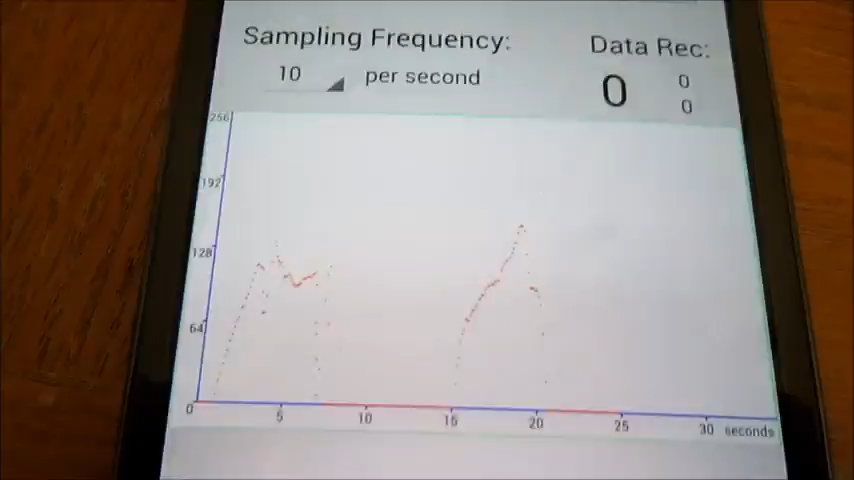 Sampling Frequency:
Data Rec:
10 per second
0
0
0
256
192
128
64
0
5 10 15 20 25 30 seconds